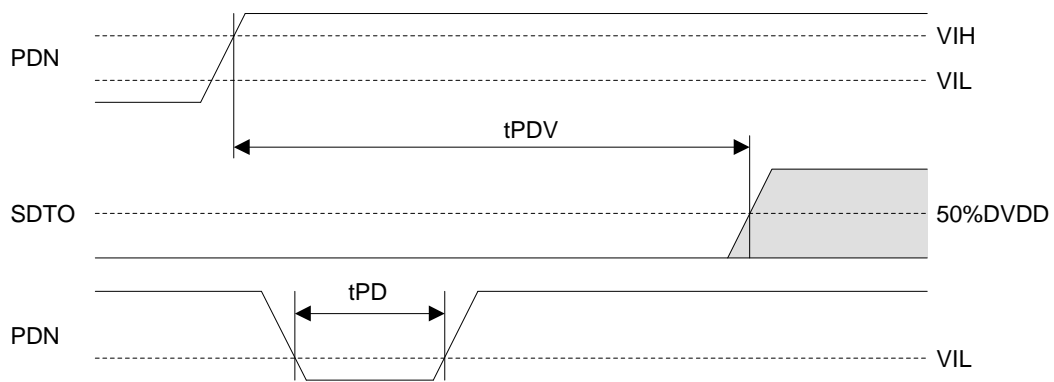 VIH
PDN
VIL
tPDV
SDTO
50%DVDD
tPD
PDN
VIL